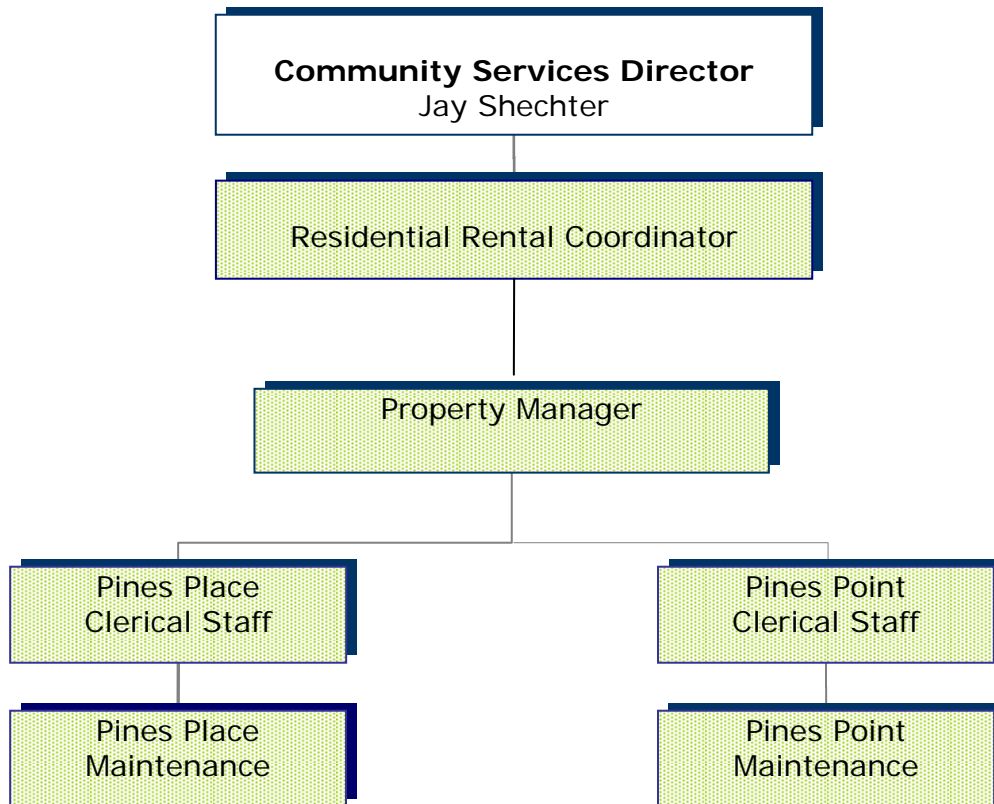 Community Services Director
Jay Shechter
Residential Rental Coordinator
Property Manager
Pines Place
Clerical Staff
Pines Point
Clerical Staff
Pines Place
Maintenance
Pines Point
Maintenance